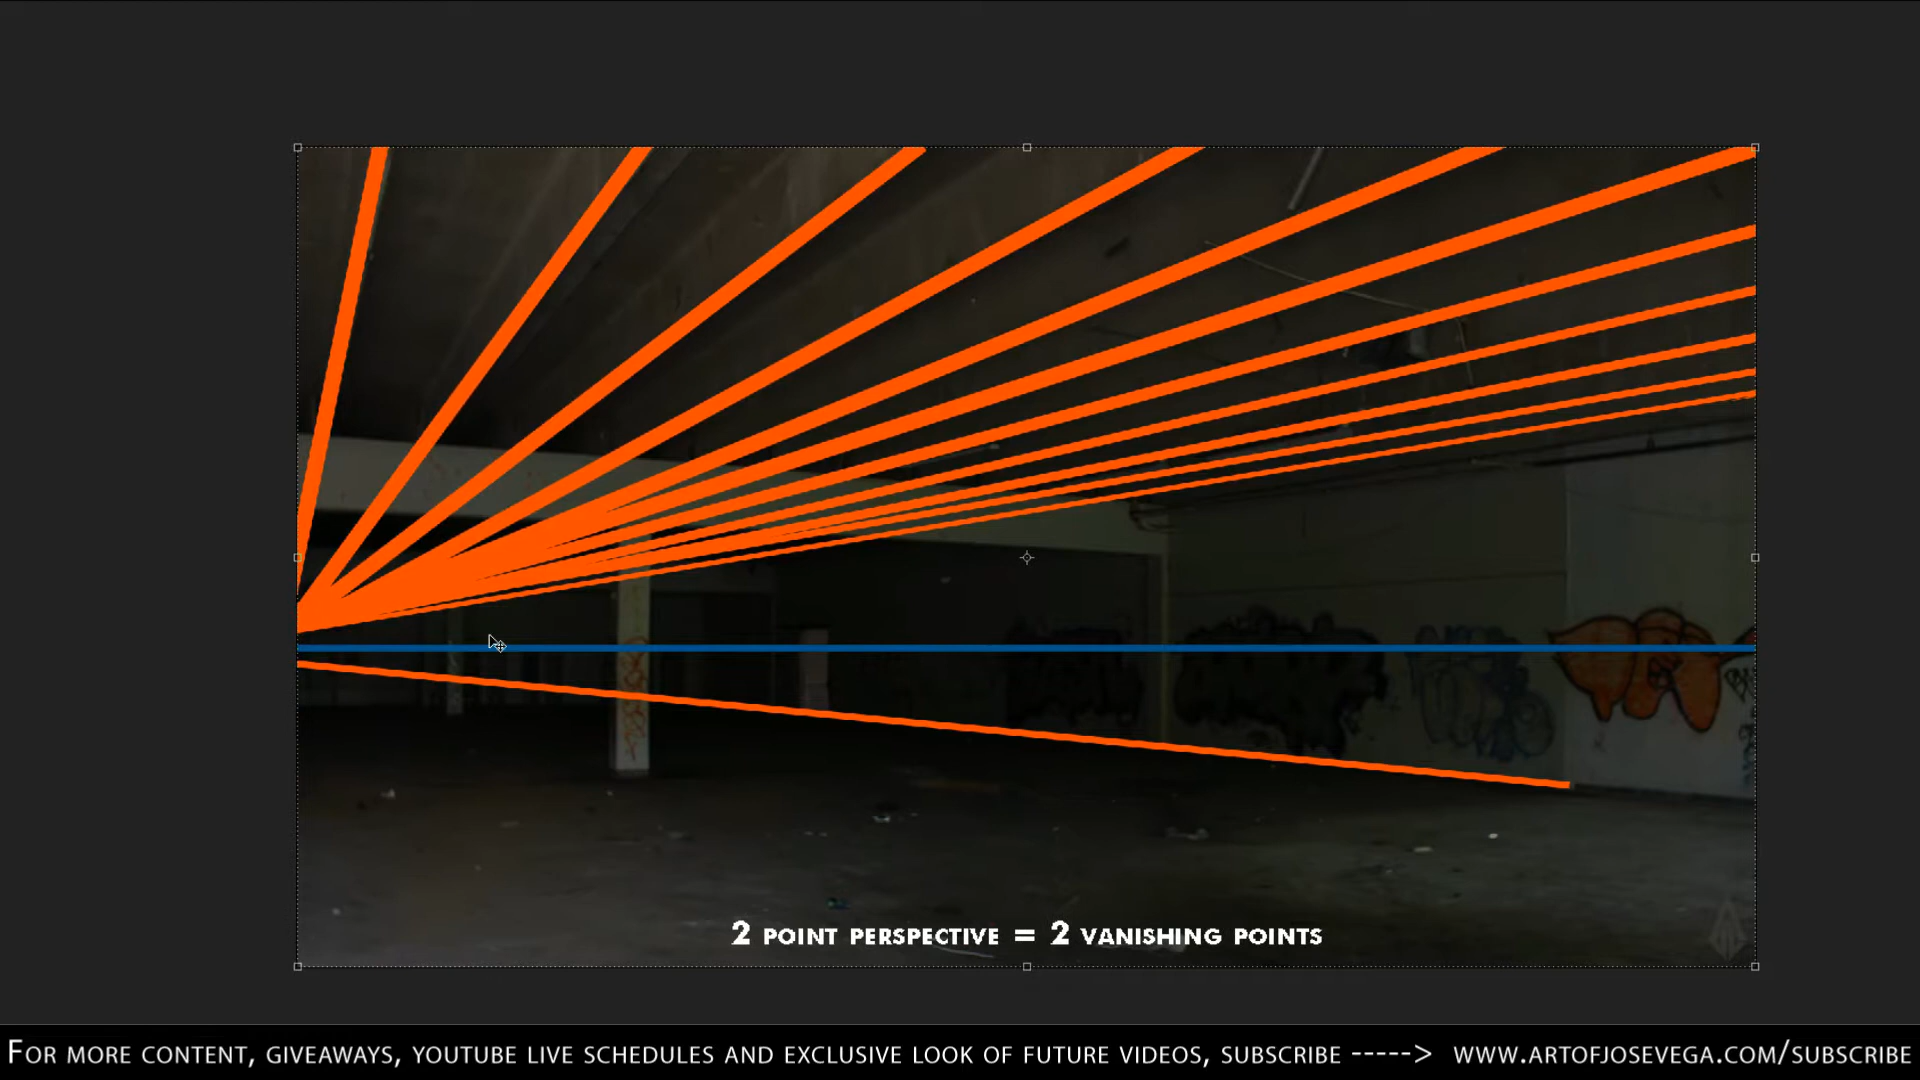 2 POINT PERSPECTIVE = 2 VANISHING POINTS
FOR MORE CONTENT, GIVEAWAYS, YOUTUBE LIVE SCHEDULES AND EXCLUSIVE LOOK OF FUTURE VIDEOS, SUBSCRIBE -----> WWW.ARTOFJOSEVEGA.COM/SUBSCRIBE